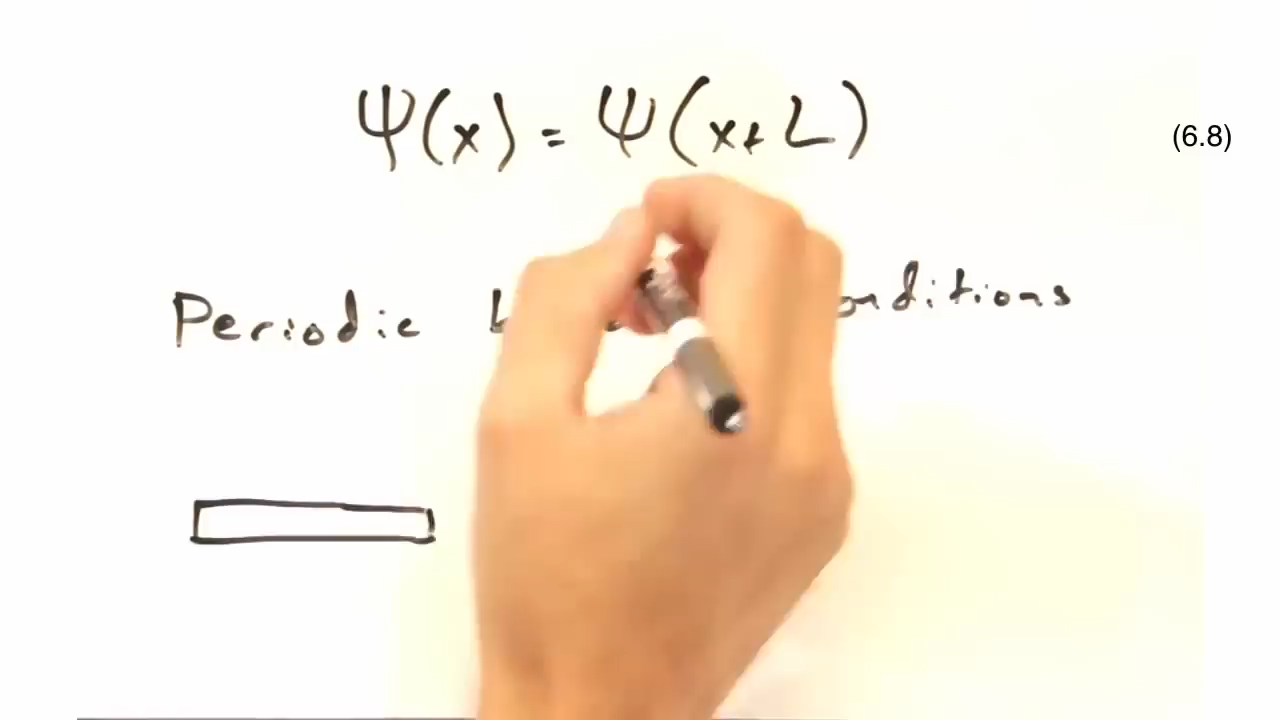 Ψ(x) = Ψ(x+L) (6.8)
Periodic